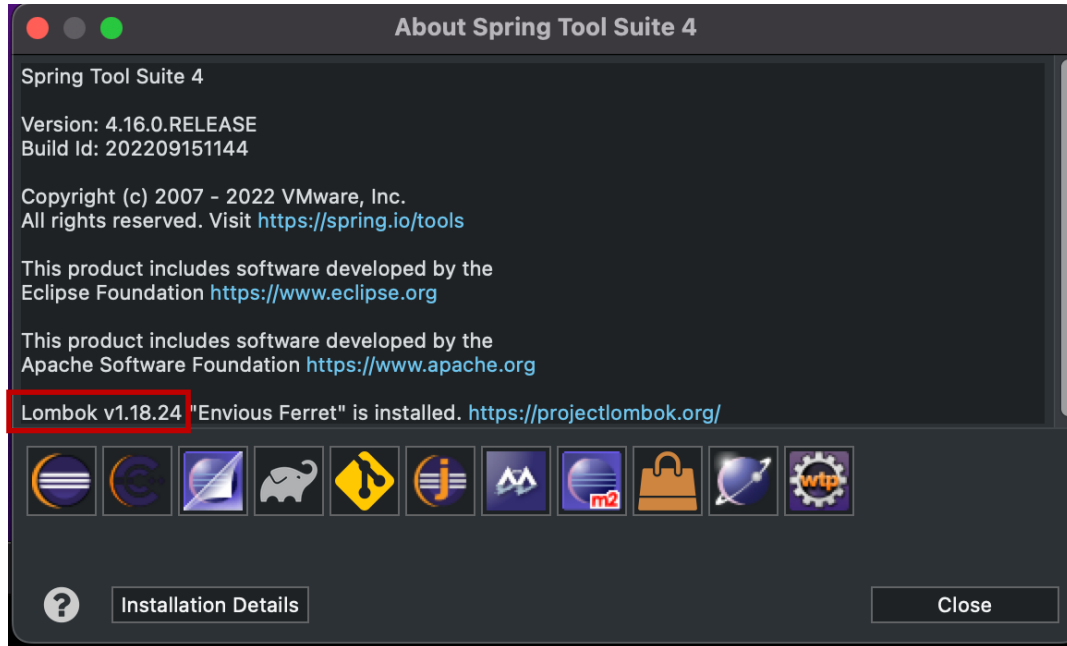 About Spring Tool Suite 4
Spring Tool Suite 4
Version: 4.16.0.RELEASE
Build Id: 202209151144
Copyright (c) 2007 - 2022 VMware, Inc.
All rights reserved. Visit https://spring.io/tools
This product includes software developed by the
Eclipse Foundation https://www.eclipse.org
This product includes software developed by the
Apache Software Foundation https://www.apache.org
Lombok v1.18.24 "Envious Ferret" is installed. https://projectlombok.org/
m2
wtp
?
Installation Details
Close